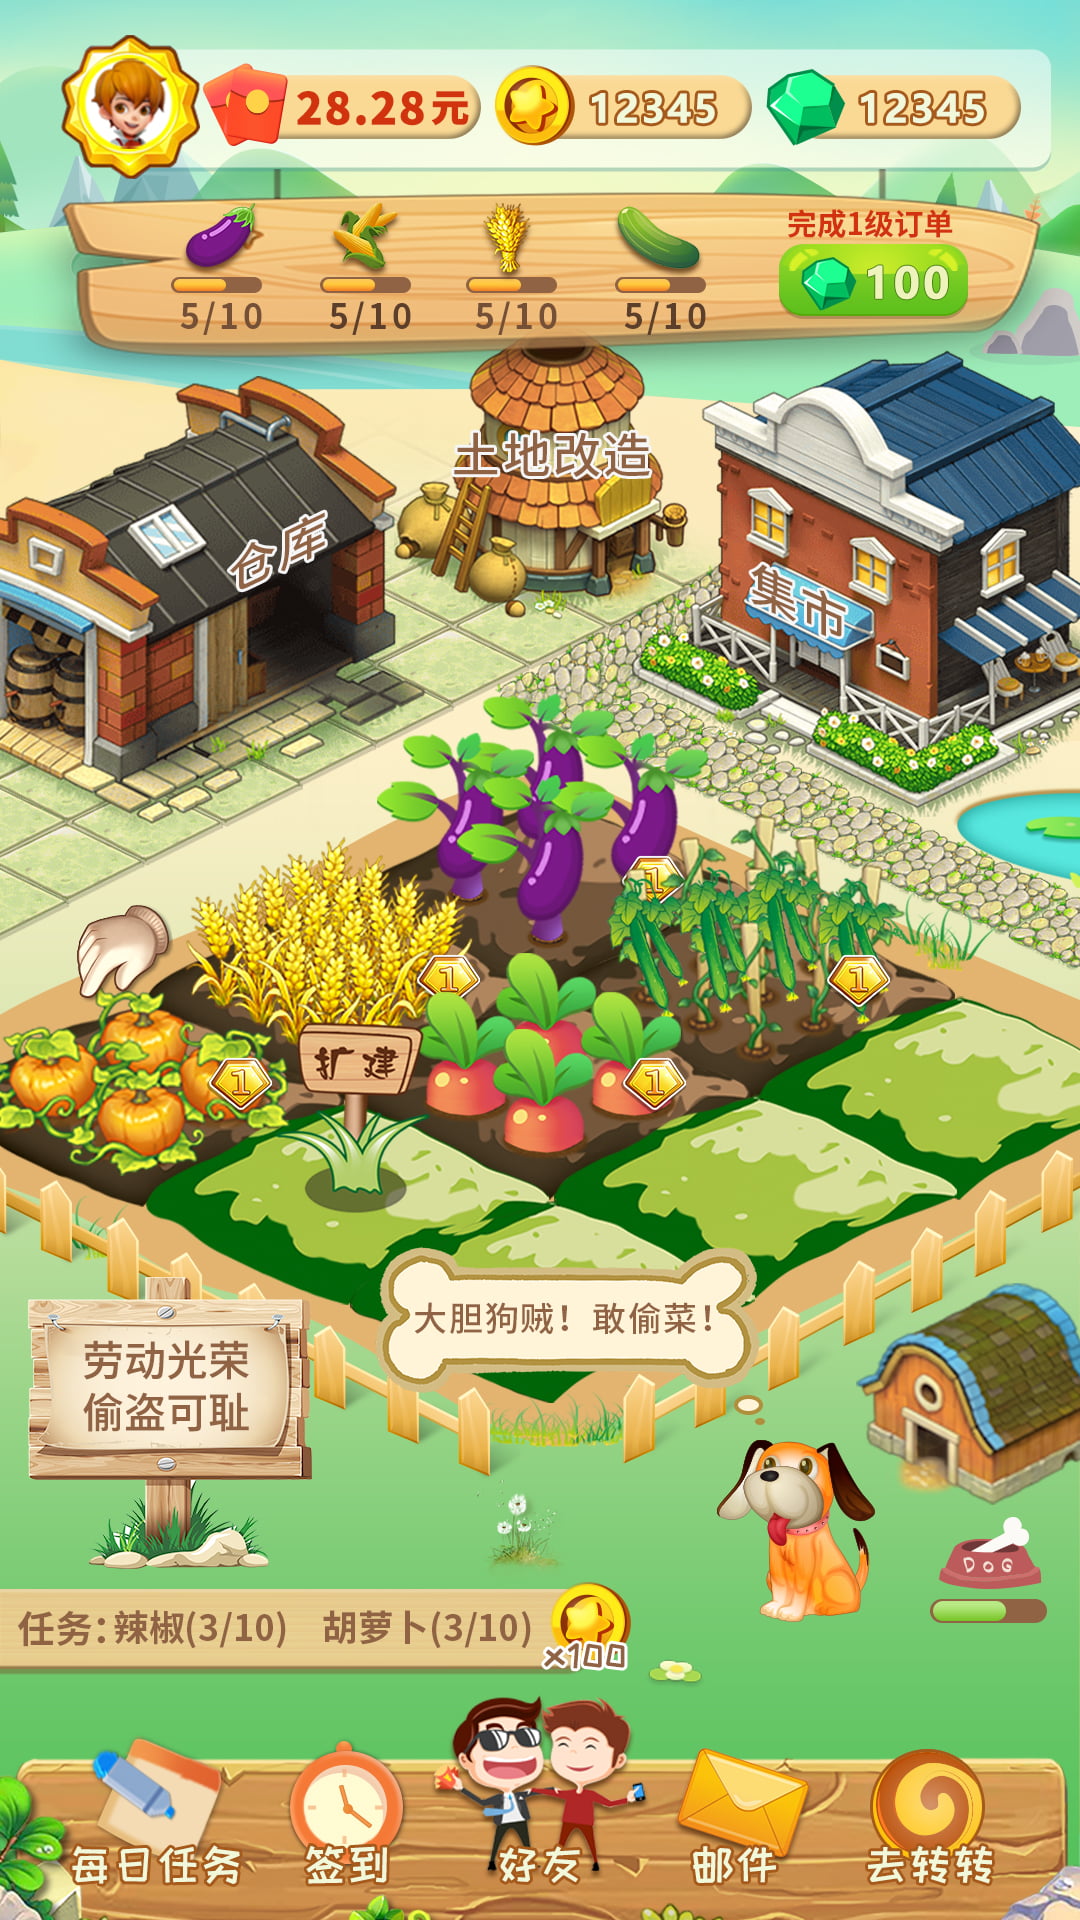 28.28元
12345
12345
5/10
5/10
5/10
5/10
完成1级订单
100
土地改造
仓库
集市
1
1
1
1
1
扩建
大胆狗贼！敢偷菜！
劳动光荣
偷盗可耻
DOG
任务:辣椒(3/10) 胡萝卜(3/10)
×100
每日任务
签到
好友
邮件
去转转